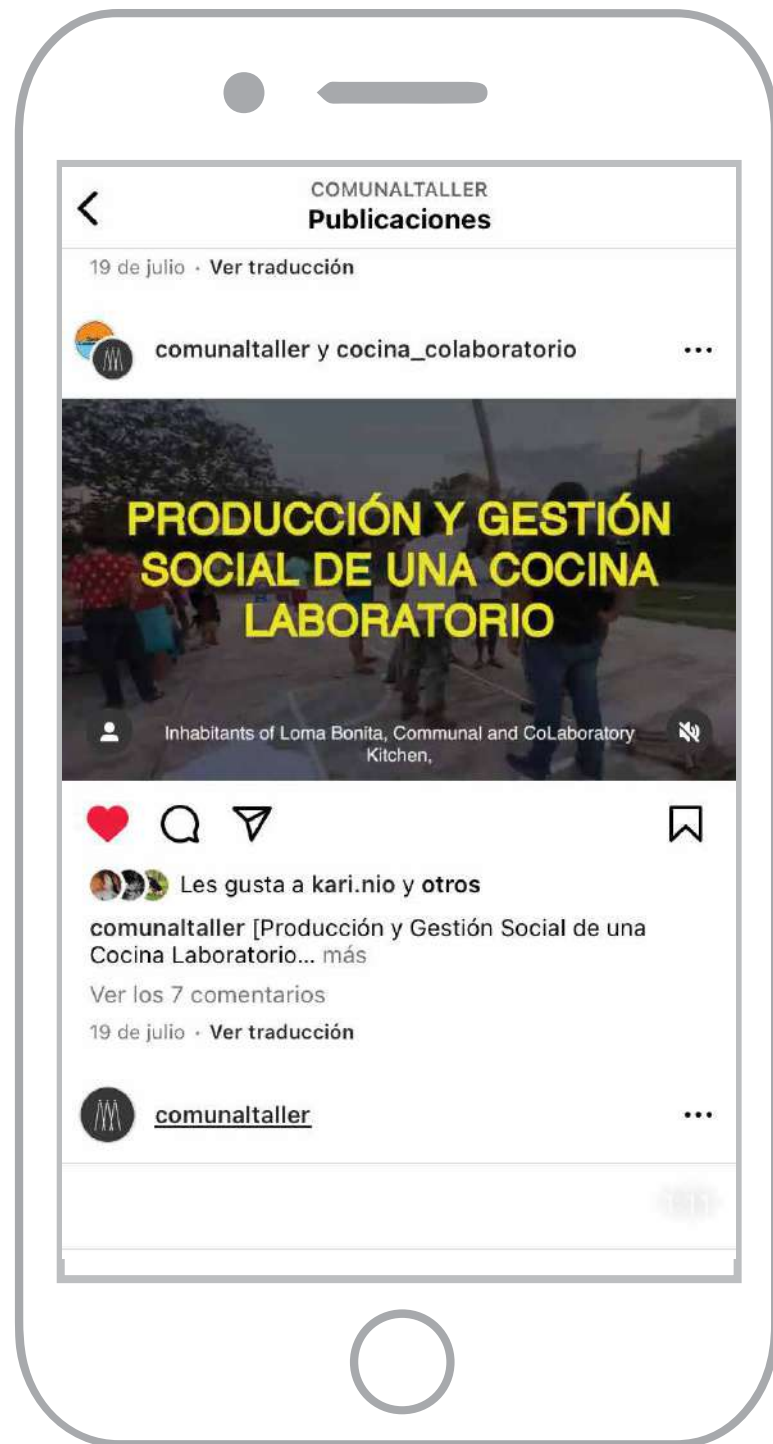 COMUNALTALLER
Publicaciones
19 de julio · Ver traducción
comunaltaller y cocina_colaboratorio
PRODUCCIÓN Y GESTIÓN
SOCIAL DE UNA COCINA
LABORATORIO
Inhabitants of Loma Bonita, Communal and CoLaboratory
Kitchen,
Les gusta a kari.nio y otros
comunaltaller [Producción y Gestión Social de una
Cocina Laboratorio... más
Ver los 7 comentarios
19 de julio · Ver traducción
comunaltaller